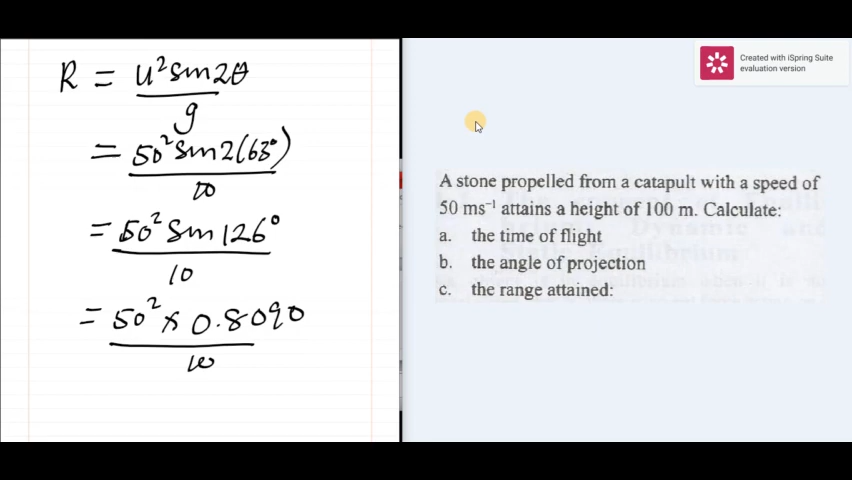 R = u²sin2θ
g
= 50²sin2(63°)
10
= 50² sin126°
10
= 50² × 0.8090
10
Created with iSpring Suite
evaluation version
A stone propelled from a catapult with a speed of
50 ms⁻¹ attains a height of 100 m. Calculate:
a. the time of flight
b. the angle of projection
c. the range attained: